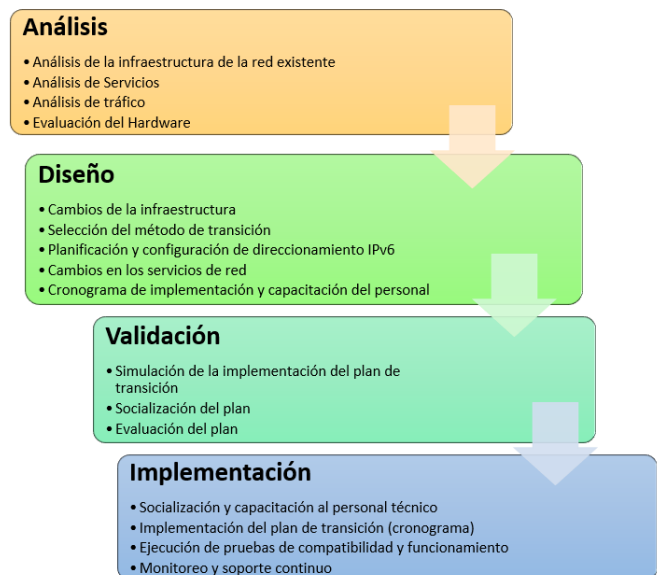 Análisis
• Análisis de la infraestructura de la red existente
• Análisis de Servicios
• Análisis de tráfico
• Evaluación del Hardware
Diseño
• Cambios de la infraestructura
• Selección del método de transición
• Planificación y configuración de direccionamiento IPv6
• Cambios en los servicios de red
• Cronograma de implementación y capacitación del personal
Validación
• Simulación de la implementación del plan de
transición
• Socialización del plan
• Evaluación del plan
Implementación
• Socialización y capacitación al personal técnico
• Implementación del plan de transición (cronograma)
• Ejecución de pruebas de compatibilidad y funcionamiento
• Monitoreo y soporte continuo